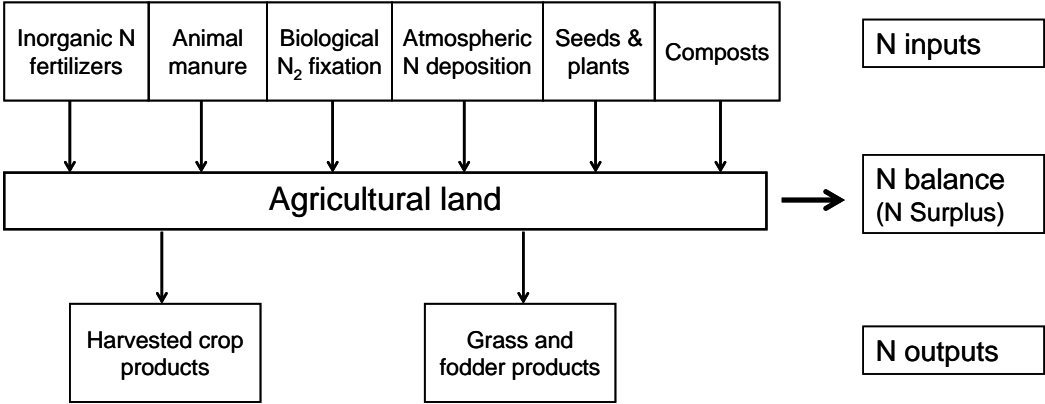 Inorganic N
fertilizers
Animal
manure
Biological
N₂ fixation
Atmospheric
N deposition
Seeds &
plants
Composts
N inputs
Agricultural land
N balance
(N Surplus)
Harvested crop
products
Grass and
fodder products
N outputs